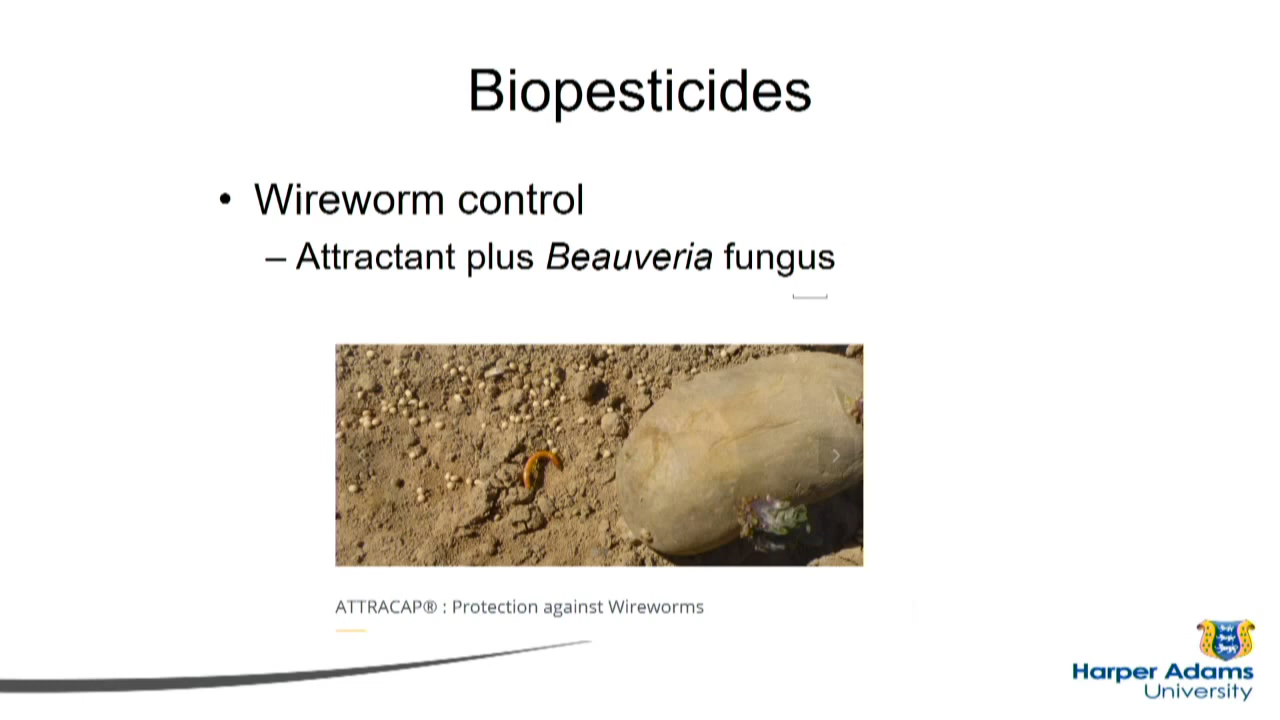 Biopesticides
• Wireworm control
– Attractant plus Beauveria fungus
ATTRACAP® : Protection against Wireworms
Harper Adams
University